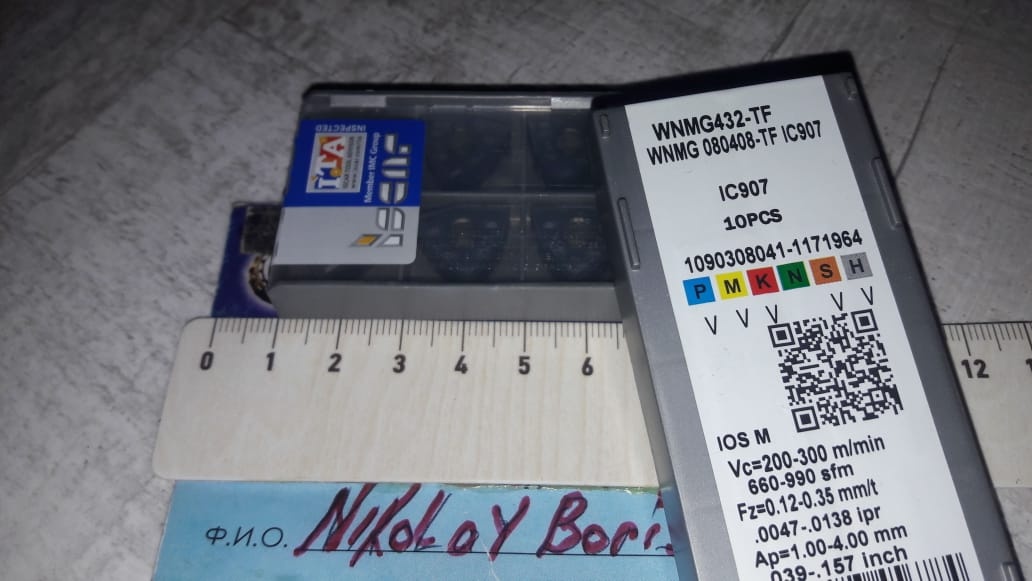 INSPECTED
ITA
Member IMC Group
ISCAR
WNMG432-TF
WNMG 080408-TF IC907
IC907
10PCS
1090308041-1171964
P M K N S H
V V V V V
IOS M
Vc=200-300 m/min
660-990 sfm
Fz=0.12-0.35 mm/t
.0047-.0138 ipr
Ap=1.00-4.00 mm
.039-.157 inch
0 1 2 3 4 5 6 12
Ф.И.О. Nikolay Bori